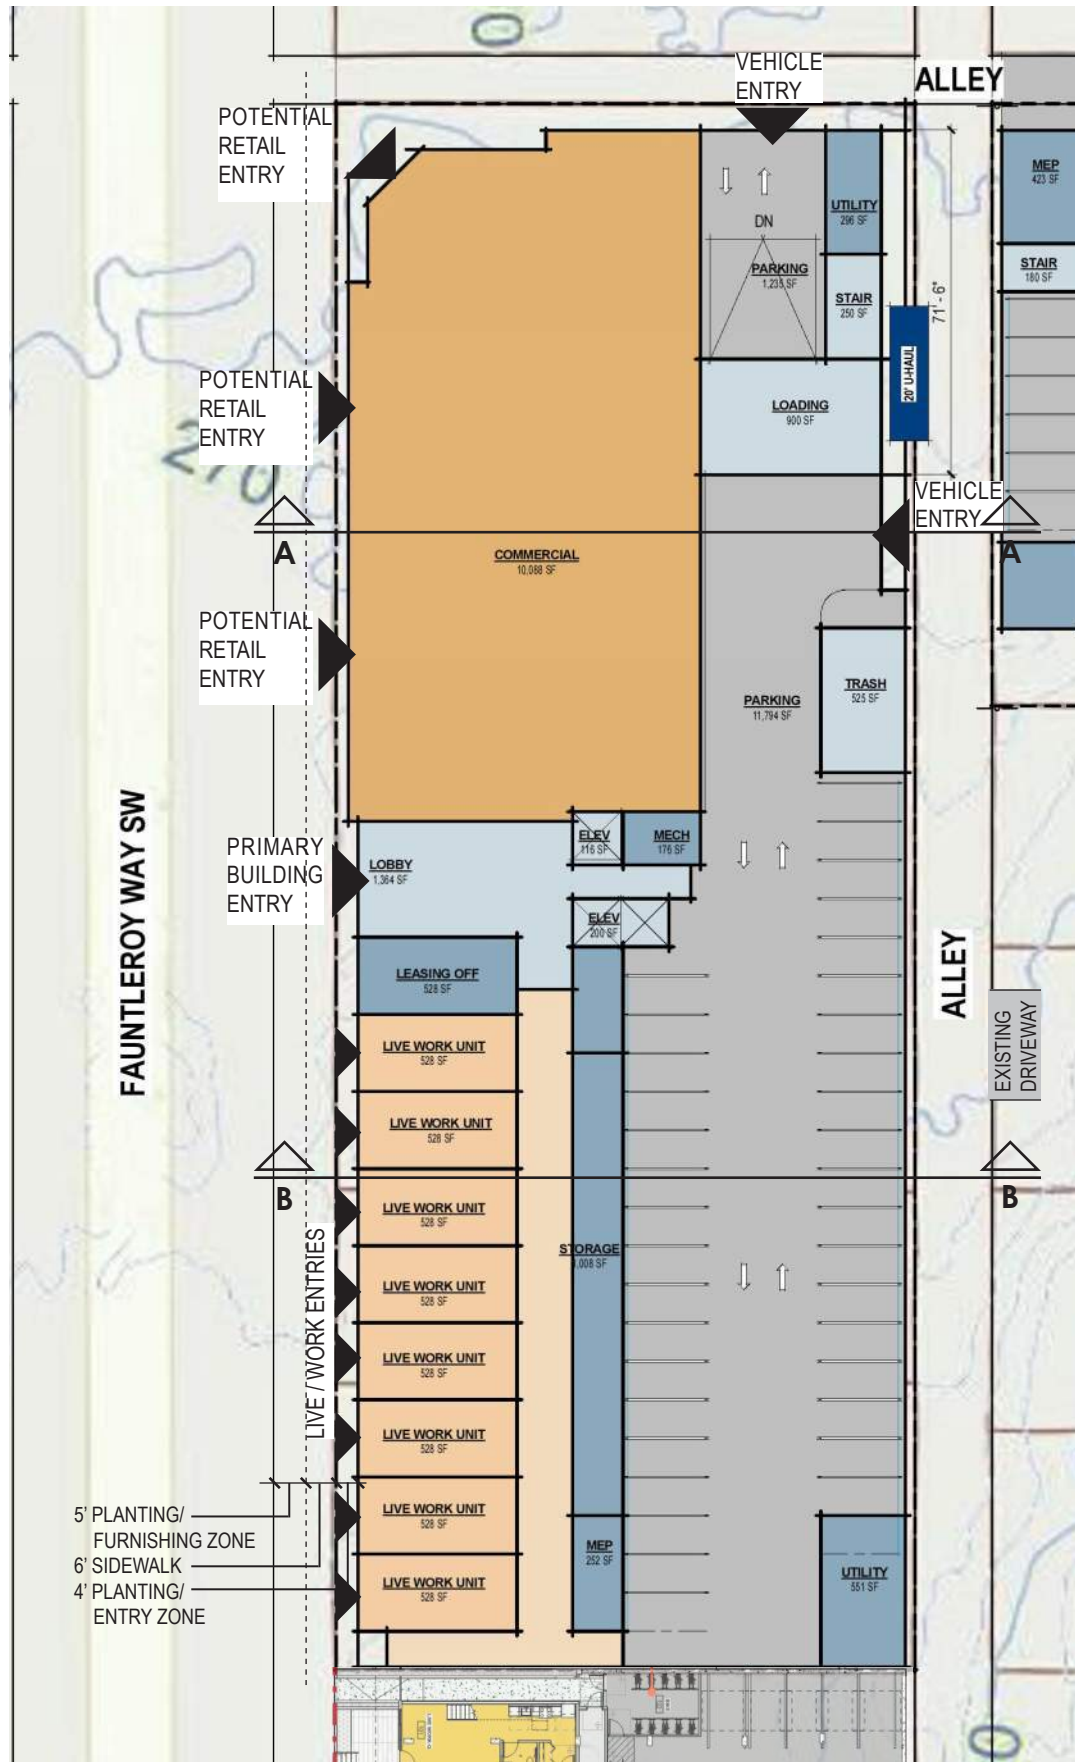 VEHICLE
ENTRY
ALLEY
POTENTIAL
RETAIL
ENTRY
MEP
423 SF
UTILITY
296 SF
DN
PARKING
1,235 SF
STAIR
250 SF
STAIR
180 SF
71' - 6"
20' U-HAUL
POTENTIAL
RETAIL
ENTRY
LOADING
900 SF
270
VEHICLE
ENTRY
A
A
COMMERCIAL
10,088 SF
POTENTIAL
RETAIL
ENTRY
TRASH
525 SF
PARKING
11,794 SF
FAUNTLEROY WAY SW
ELEV
116 SF
MECH
176 SF
PRIMARY
BUILDING
ENTRY
LOBBY
1,364 SF
ELEV
200 SF
ALLEY
LEASING OFF
528 SF
EXISTING
DRIVEWAY
LIVE WORK UNIT
528 SF
LIVE WORK UNIT
528 SF
B
B
LIVE WORK UNIT
528 SF
LIVE / WORK ENTRIES
STORAGE
1,008 SF
LIVE WORK UNIT
528 SF
LIVE WORK UNIT
528 SF
LIVE WORK UNIT
528 SF
5' PLANTING/
FURNISHING ZONE
6' SIDEWALK
4' PLANTING/
ENTRY ZONE
LIVE WORK UNIT
528 SF
MEP
252 SF
UTILITY
551 SF
LIVE WORK UNIT
528 SF